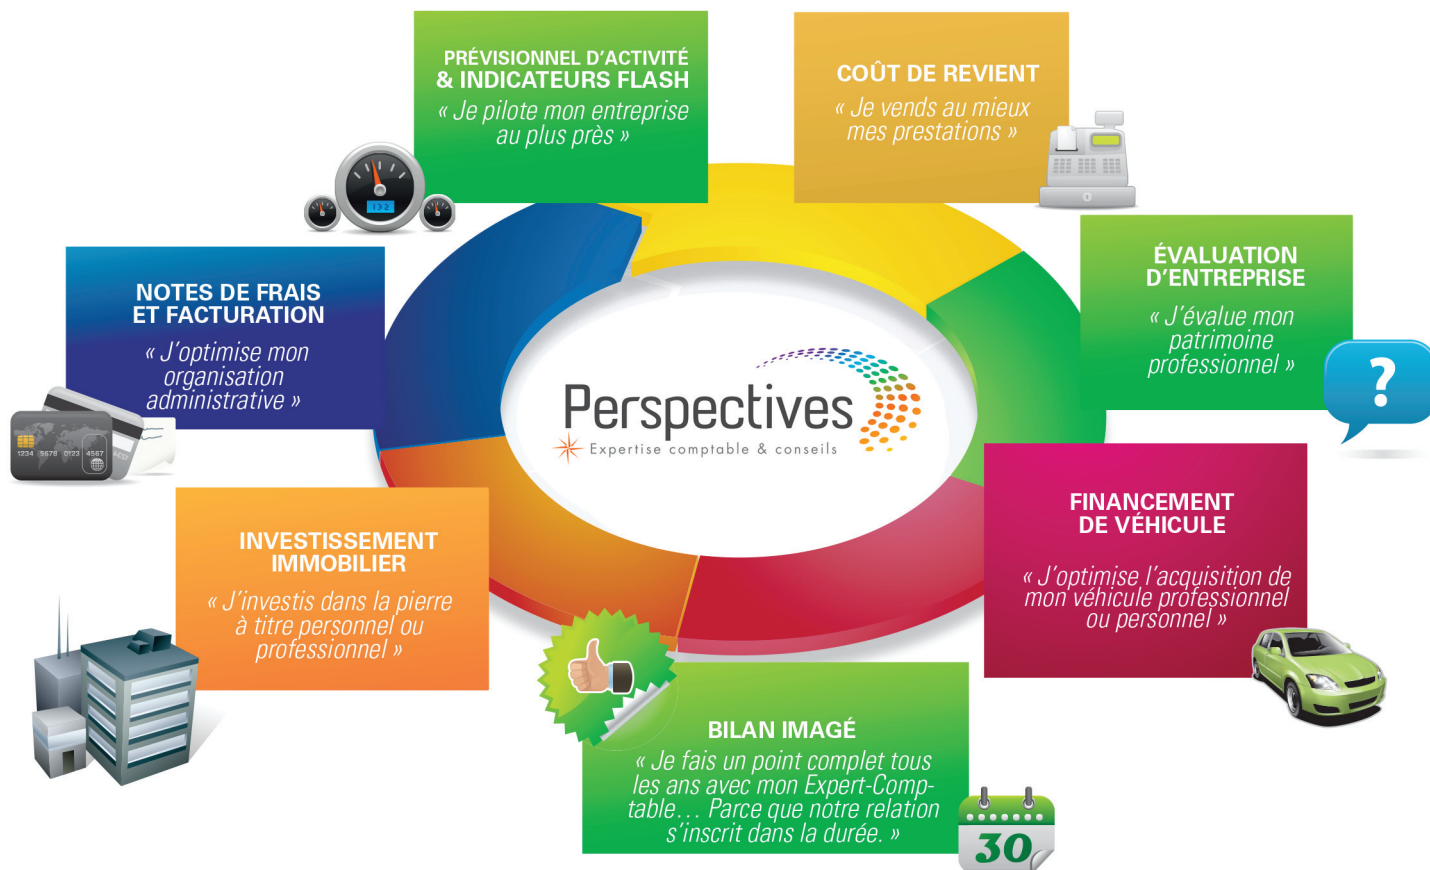 PRÉVISIONNEL D’ACTIVITÉ
& INDICATEURS FLASH
« Je pilote mon entreprise
au plus près »
COÛT DE REVIENT
« Je vends au mieux
mes prestations »
132
NOTES DE FRAIS
ET FACTURATION
« J’optimise mon
organisation
administrative »
1234 5678 0123 4567
ÉVALUATION
D’ENTREPRISE
« J’évalue mon
patrimoine
professionnel »
?
Perspectives
Expertise comptable & conseils
INVESTISSEMENT
IMMOBILIER
« J’investis dans la pierre
à titre personnel ou
professionnel »
FINANCEMENT
DE VÉHICULE
« J’optimise l’acquisition de
mon véhicule professionnel
ou personnel »
BILAN IMAGÉ
« Je fais un point complet tous
les ans avec mon Expert-Comp-
table… Parce que notre relation
s’inscrit dans la durée. »
30